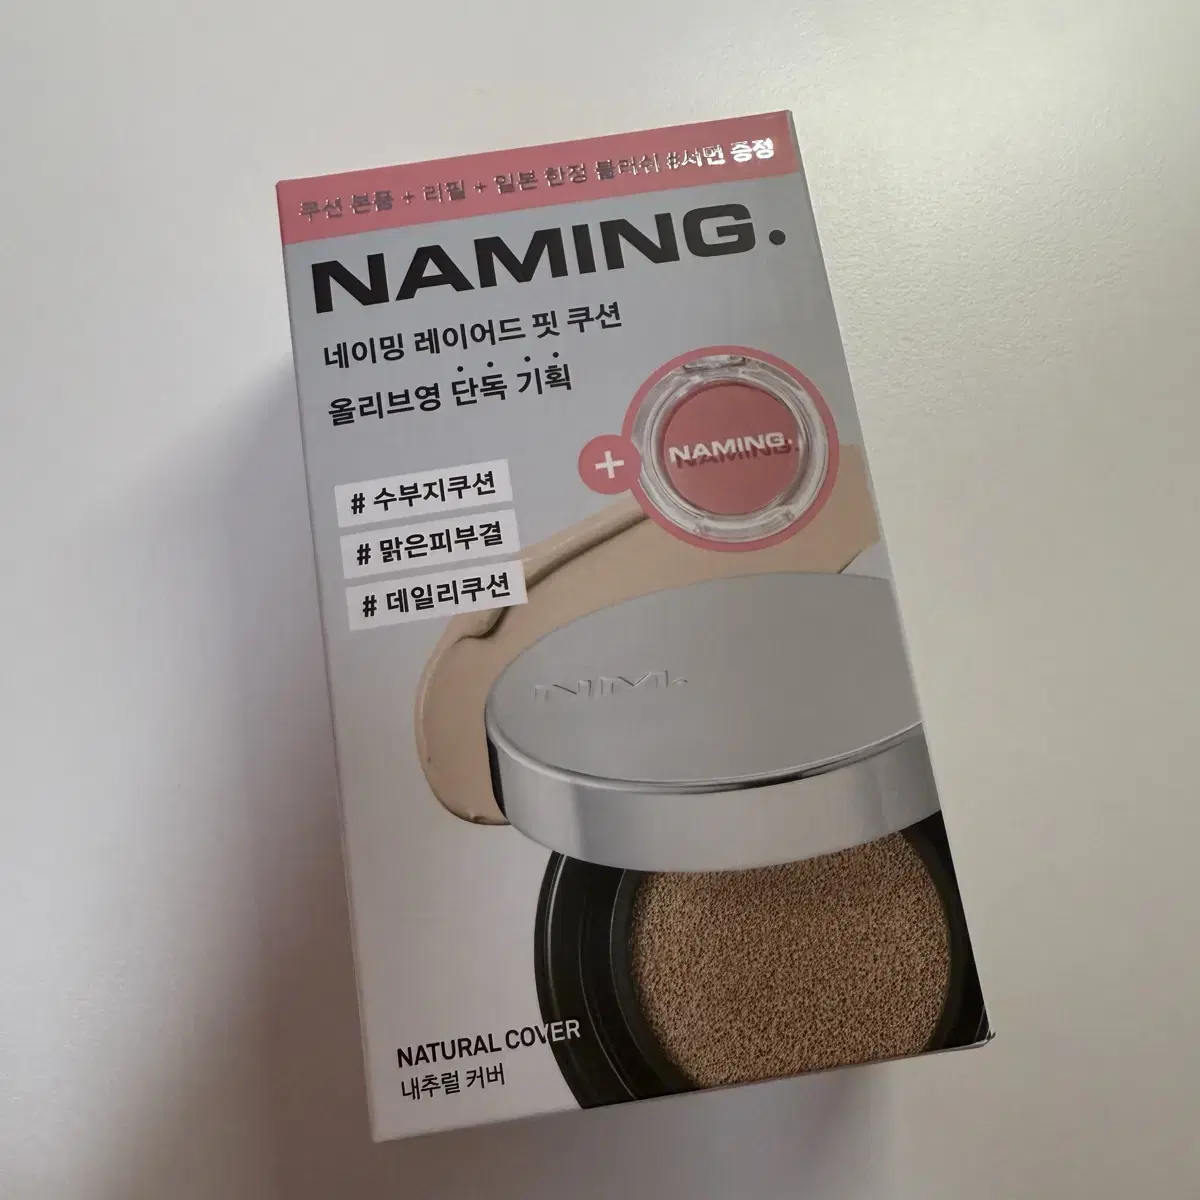 쿠션 본품 + 리필 + 일본 한정 블러쉬 #서먼 증정
NAMING.
네이밍 레이어드 핏 쿠션
올리브영 단독 기획
+
NAMING.
# 수부지쿠션
# 맑은피부결
# 데일리쿠션
NATURAL COVER
내추럴 커버